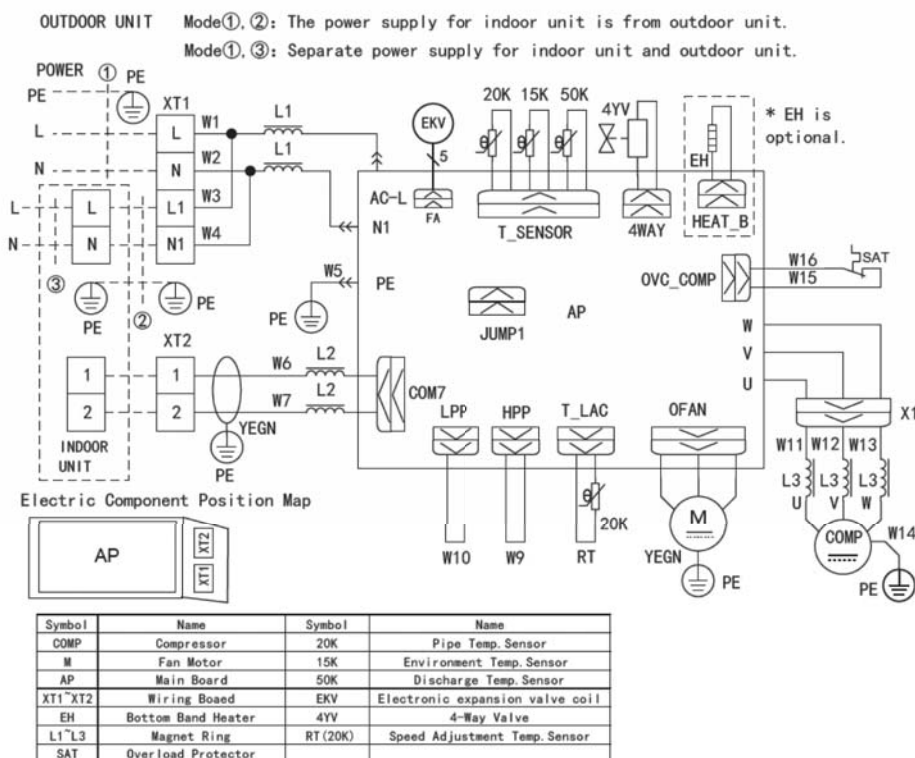 OUTDOOR UNIT Mode①,②: The power supply for indoor unit is from outdoor unit.
Mode①,③: Separate power supply for indoor unit and outdoor unit.
POWER ① PE
PE
XT1
L L W1 L1
N N W2 L1
L L L1 W3
N N N1 W4
③ PE ② PE
EKV
5
AC-L
FA
N1
20K 15K 50K
T_SENSOR
4YV
4WAY
EH
HEAT_B
* EH is
optional.
W5
PE
PE
JUMP1
AP
OVC_COMP
W16
W15
SAT
W
V
U
XT2
1 1 W6 L2
2 2 W7 L2
COM7
YEGN
PE
INDOOR
UNIT
LPP
HPP
T_LAC
OFAN
W10
W9
20K
RT
M
YEGN
PE
X1
W11 W12 W13
L3 L3 L3
U V W
COMP
W14
PE
Electric Component Position Map
AP
XT2
XT1
Symbol Name Symbol Name
COMP Compressor 20K Pipe Temp.Sensor
M Fan Motor 15K Environment Temp.Sensor
AP Main Board 50K Discharge Temp.Sensor
XT1~XT2 Wiring Boaed EKV Electronic expansion valve coil
EH Bottom Band Heater 4YV 4-Way Valve
L1~L3 Magnet Ring RT(20K) Speed Adjustment Temp.Sensor
SAT Overload Protector